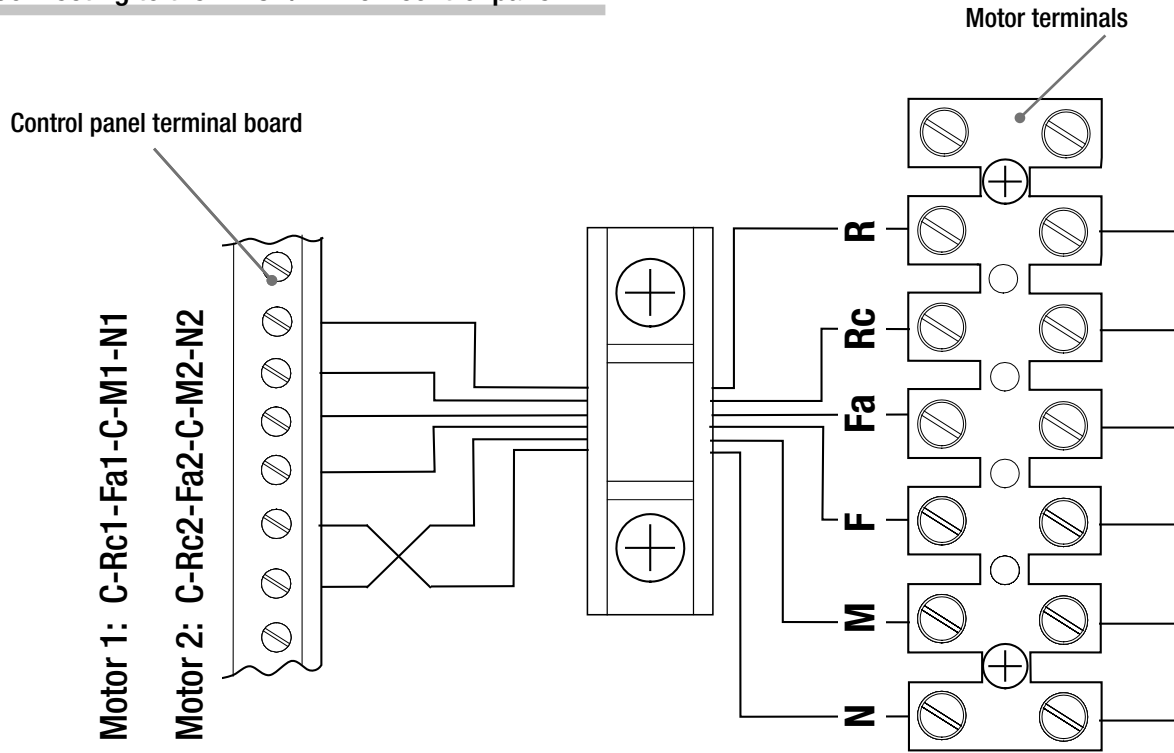 Motor terminals
Control panel terminal board
Motor 1: C-Rc1-Fa1-C-M1-N1
Motor 2: C-Rc2-Fa2-C-M2-N2
R
Rc
Fa
F
M
N